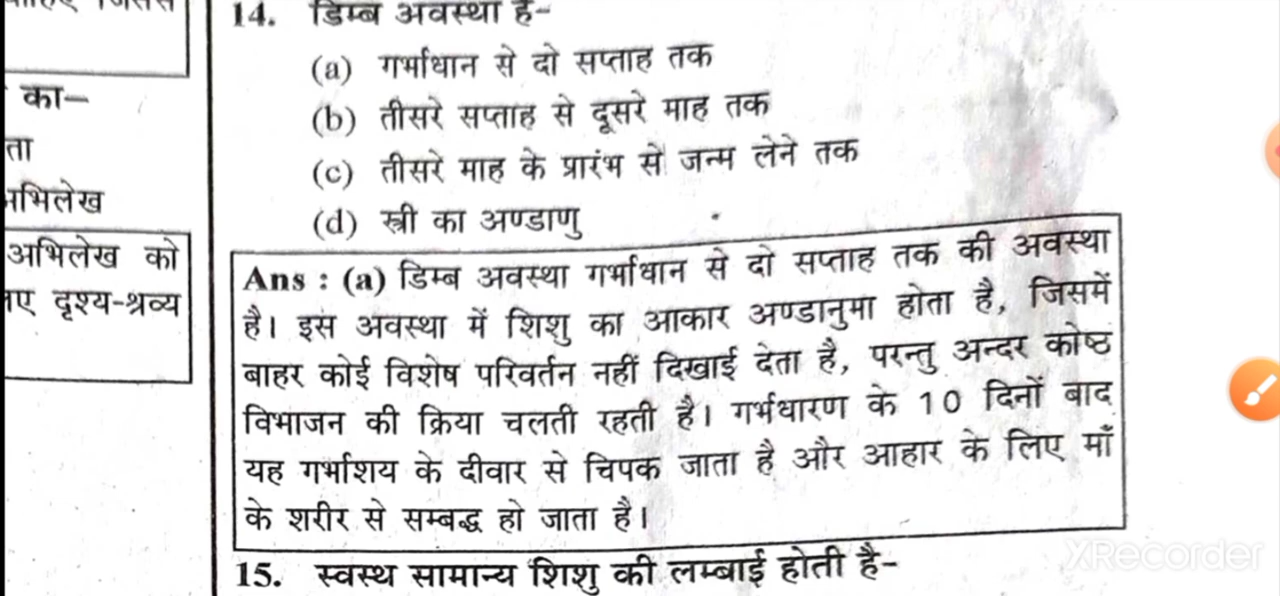 का–
ता
अभिलेख
अभिलेख को
दृश्य-श्रव्य
14. डिम्ब अवस्था है-
(a) गर्भाधान से दो सप्ताह तक
(b) तीसरे सप्ताह से दूसरे माह तक
(c) तीसरे माह के प्रारंभ से जन्म लेने तक
(d) स्त्री का अण्डाणु
Ans : (a) डिम्ब अवस्था गर्भाधान से दो सप्ताह तक की अवस्था
है। इस अवस्था में शिशु का आकार अण्डानुमा होता है, जिसमें
बाहर कोई विशेष परिवर्तन नहीं दिखाई देता है, परन्तु अन्दर कोष्ठ
विभाजन की क्रिया चलती रहती है। गर्भधारण के 10 दिनों बाद
यह गर्भाशय के दीवार से चिपक जाता है और आहार के लिए माँ
के शरीर से सम्बद्ध हो जाता है।
15. स्वस्थ सामान्य शिशु की लम्बाई होती है-
XRecorder